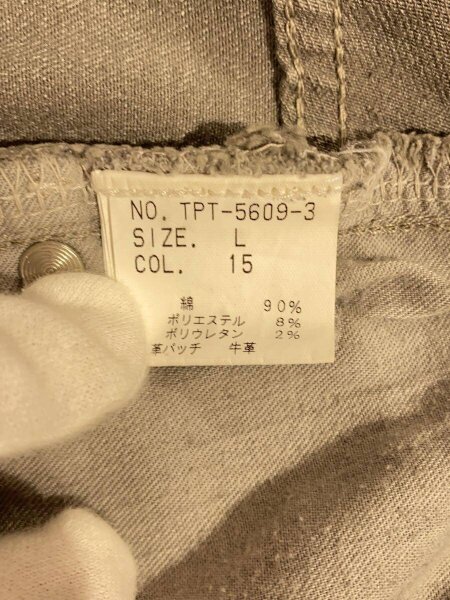 NO. TPT-5609-3
SIZE. L
COL. 15
綿 90%
ポリエステル 8%
ポリウレタン 2%
革パッチ 牛革